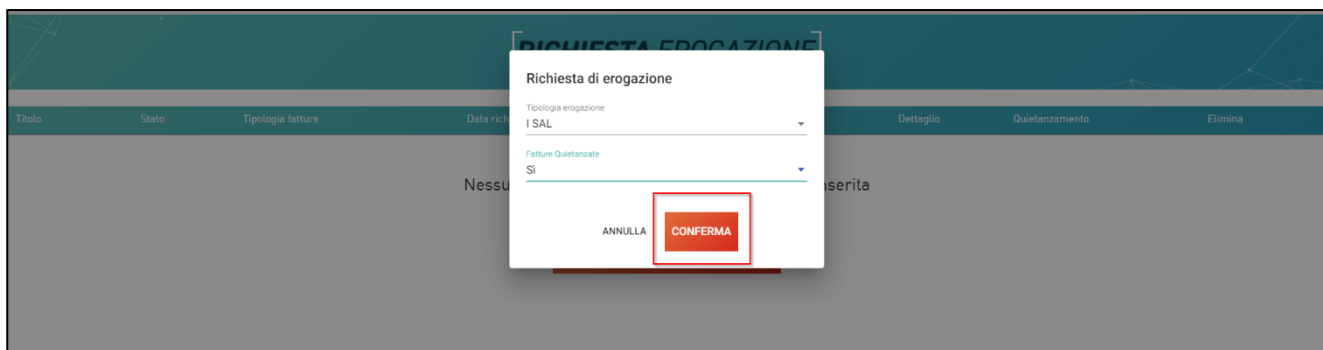 RICHIESTA EROGAZIONE
Richiesta di erogazione
Tipologia erogazione
I SAL
Titolo Stato Tipologia fatture Data rich Dettaglio Quietanzamento Elimina
Fatture Quietanzate
Sì
Nessu nserita
ANNULLA CONFERMA